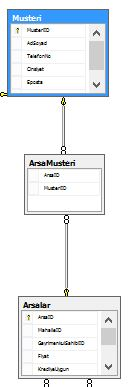 Musteri
MusteriID
AdSoyad
TelefonNo
Cinsiyet
Eposta
ArsaMusteri
ArsaID
MusteriID
Arsalar
ArsaID
MahalleID
GayrimenkulSahibiID
Fiyat
KrediyeUygun